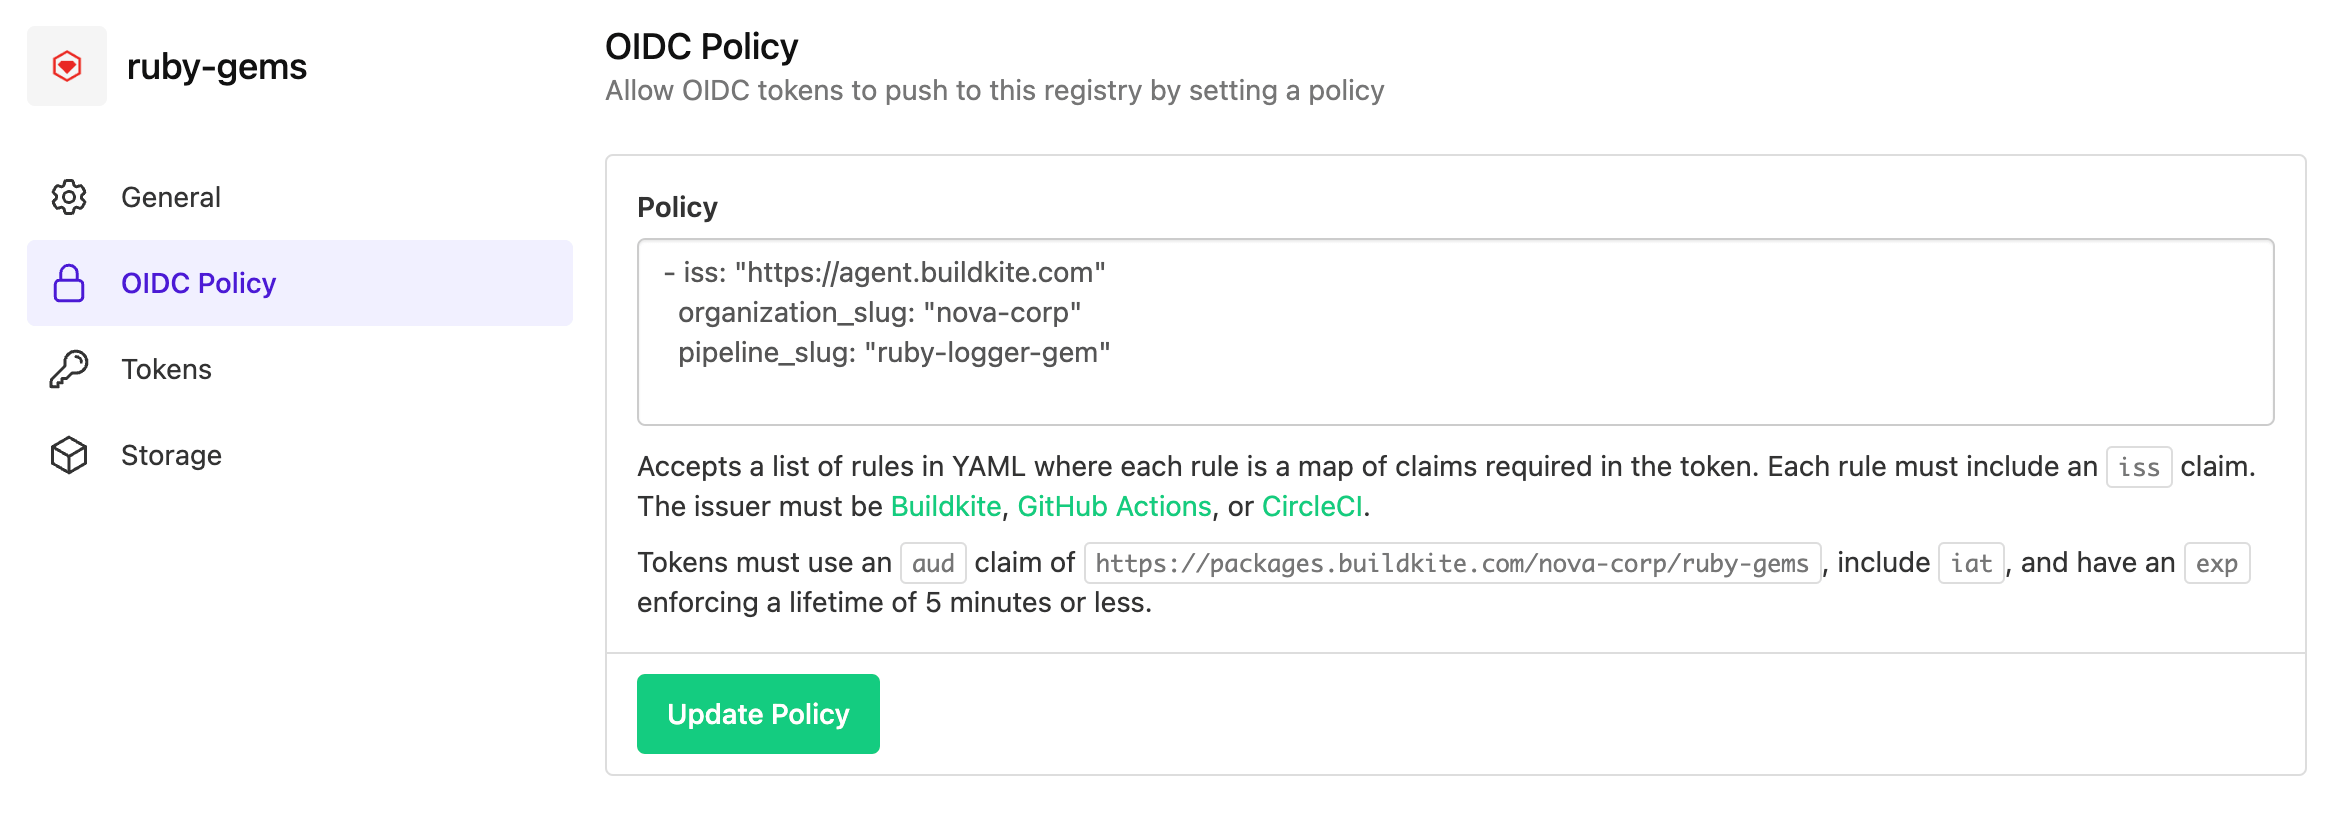 ruby-gems
General
OIDC Policy
Tokens
Storage
OIDC Policy
Allow OIDC tokens to push to this registry by setting a policy
Policy
- iss: "https://agent.buildkite.com"
organization_slug: "nova-corp"
pipeline_slug: "ruby-logger-gem"
Accepts a list of rules in YAML where each rule is a map of claims required in the token. Each rule must include an iss claim.
The issuer must be Buildkite, GitHub Actions, or CircleCI.
Tokens must use an aud claim of https://packages.buildkite.com/nova-corp/ruby-gems, include iat, and have an exp
enforcing a lifetime of 5 minutes or less.
Update Policy